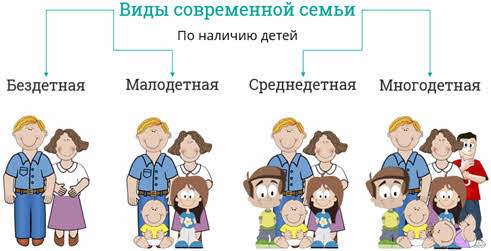 Виды современной семьи
По наличию детей
Бездетная
Малодетная
Среднедетная
Многодетная